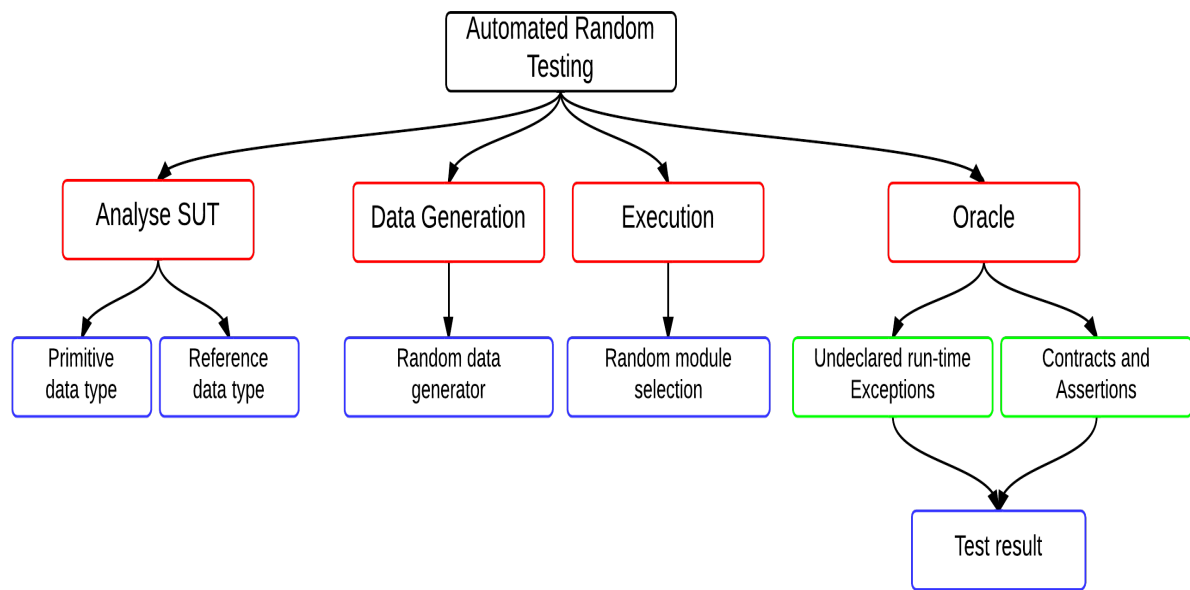 Automated Random
Testing
Analyse SUT
Data Generation
Execution
Oracle
Primitive
data type
Reference
data type
Random data
generator
Random module
selection
Undeclared run-time
Exceptions
Contracts and
Assertions
Test result